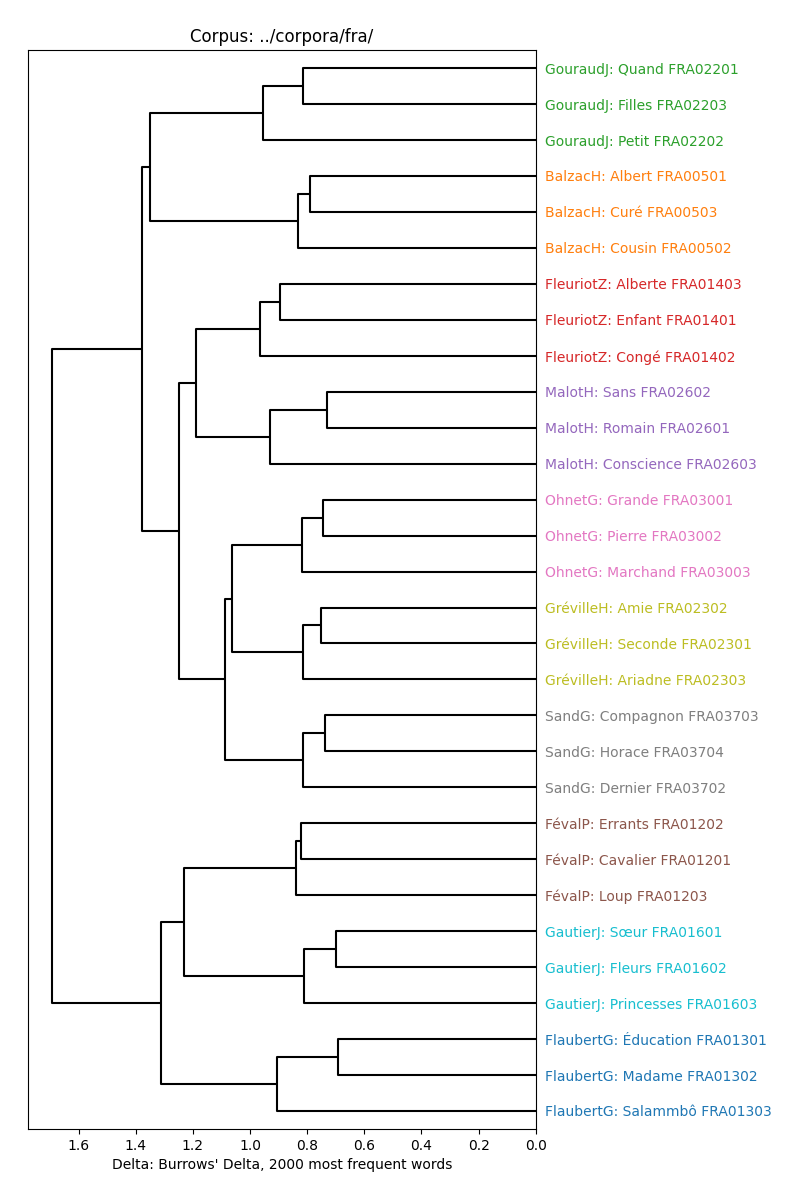 Corpus: ../corpora/fra/
GouraudJ: Quand FRA02201
GouraudJ: Filles FRA02203
GouraudJ: Petit FRA02202
BalzacH: Albert FRA00501
BalzacH: Curé FRA00503
BalzacH: Cousin FRA00502
FleuriotZ: Alberte FRA01403
FleuriotZ: Enfant FRA01401
FleuriotZ: Congé FRA01402
MalotH: Sans FRA02602
MalotH: Romain FRA02601
MalotH: Conscience FRA02603
OhnetG: Grande FRA03001
OhnetG: Pierre FRA03002
OhnetG: Marchand FRA03003
GrévilleH: Amie FRA02302
GrévilleH: Seconde FRA02301
GrévilleH: Ariadne FRA02303
SandG: Compagnon FRA03703
SandG: Horace FRA03704
SandG: Dernier FRA03702
FévalP: Errants FRA01202
FévalP: Cavalier FRA01201
FévalP: Loup FRA01203
GautierJ: Sœur FRA01601
GautierJ: Fleurs FRA01602
GautierJ: Princesses FRA01603
FlaubertG: Éducation FRA01301
FlaubertG: Madame FRA01302
FlaubertG: Salammbô FRA01303
1.6 1.4 1.2 1.0 0.8 0.6 0.4 0.2 0.0
Delta: Burrows' Delta, 2000 most frequent words